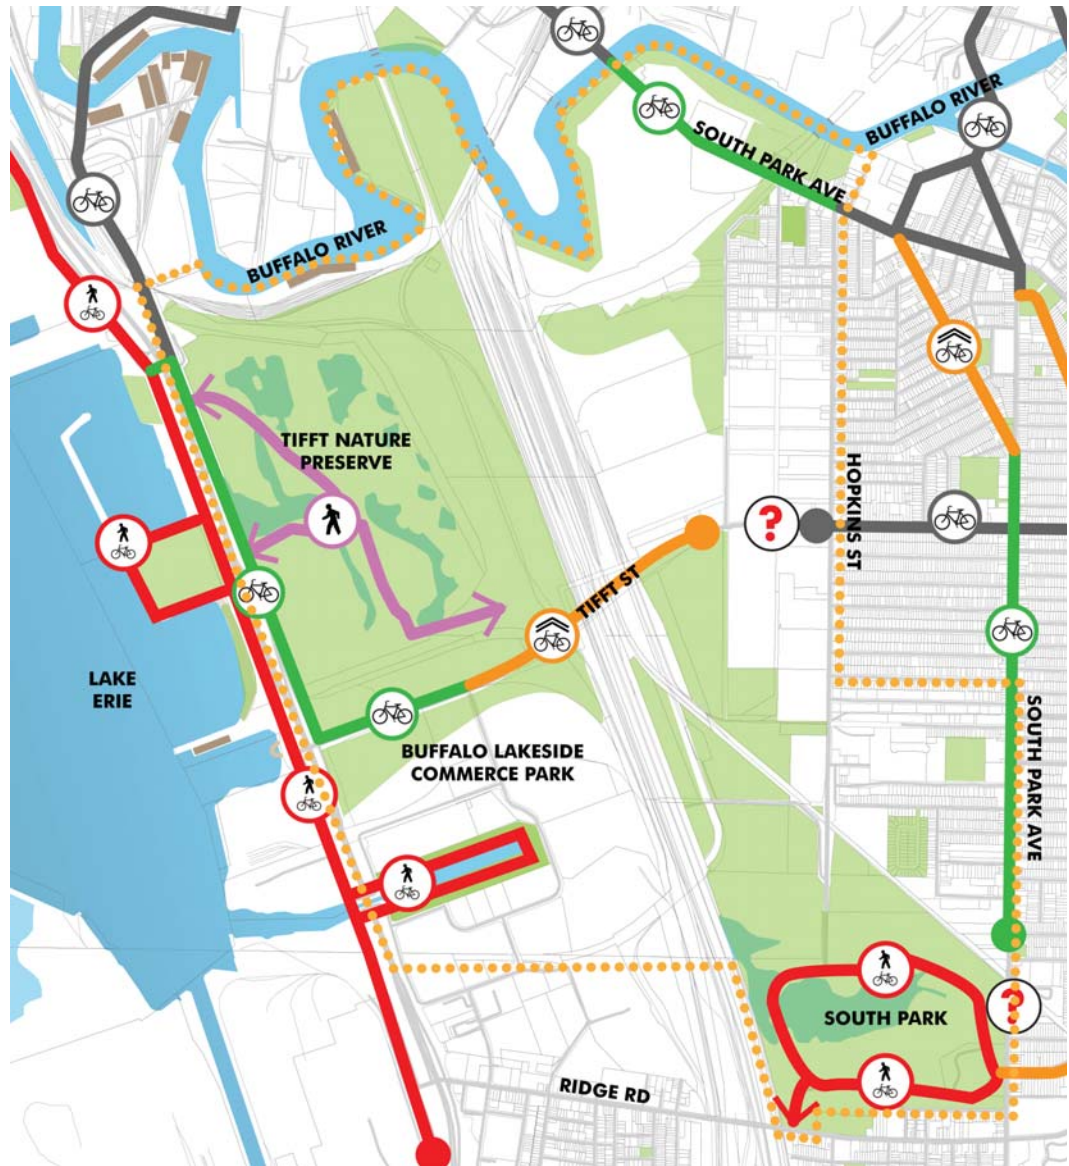 BUFFALO RIVER
SOUTH PARK AVE
BUFFALO RIVER
TIFFT NATURE
PRESERVE
HOPKINS ST
?
TIFFT ST
LAKE
ERIE
BUFFALO LAKESIDE
COMMERCE PARK
SOUTH PARK AVE
?
SOUTH PARK
RIDGE RD